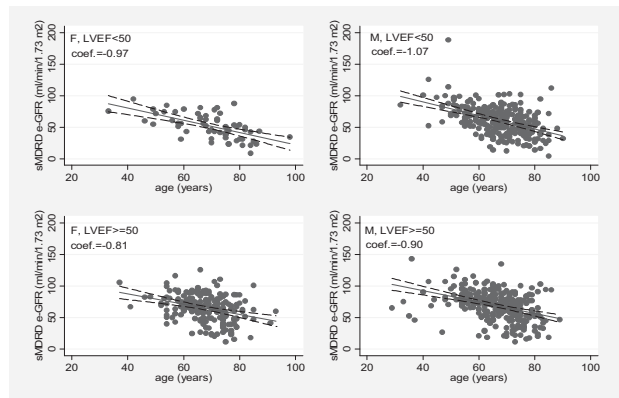 sMDRD e-GFR (ml/min/1.73 m2)
0 50 100 150 200
F, LVEF<50
coef.=-0.97
20 40 60 80 100
age (years)
sMDRD e-GFR (ml/min/1.73 m2)
0 50 100 150 200
M, LVEF<50
coef.=-1.07
20 40 60 80 100
age (years)
sMDRD e-GFR (ml/min/1.73 m2)
0 50 100 150 200
F, LVEF>=50
coef.=-0.81
20 40 60 80 100
age (years)
sMDRD e-GFR (ml/min/1.73 m2)
0 50 100 150 200
M, LVEF>=50
coef.=-0.90
20 40 60 80 100
age (years)